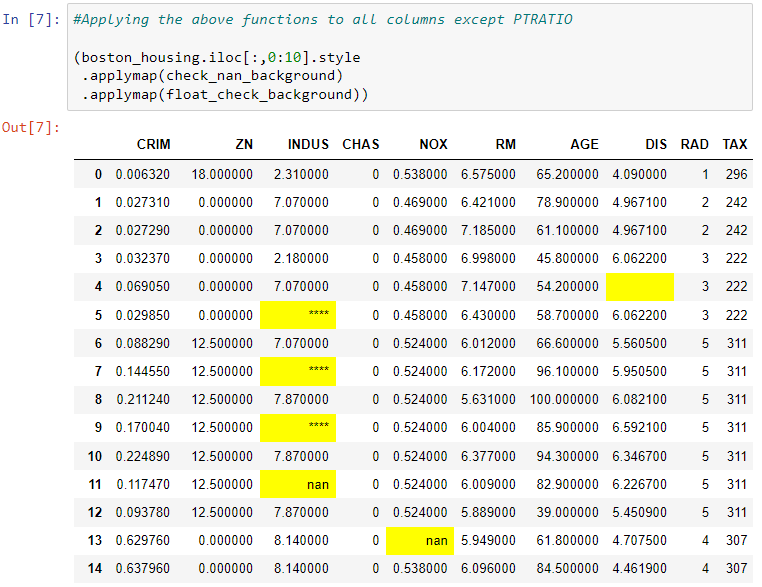 In [7]: #Applying the above functions to all columns except PTRATIO
(boston_housing.iloc[:,0:10].style
.applymap(check_nan_background)
.applymap(float_check_background))
Out[7]:
CRIM ZN INDUS CHAS NOX RM AGE DIS RAD TAX
0 0.006320 18.000000 2.310000 0 0.538000 6.575000 65.200000 4.090000 1 296
1 0.027310 0.000000 7.070000 0 0.469000 6.421000 78.900000 4.967100 2 242
2 0.027290 0.000000 7.070000 0 0.469000 7.185000 61.100000 4.967100 2 242
3 0.032370 0.000000 2.180000 0 0.458000 6.998000 45.800000 6.062200 3 222
4 0.069050 0.000000 7.070000 0 0.458000 7.147000 54.200000 3 222
5 0.029850 0.000000 **** 0 0.458000 6.430000 58.700000 6.062200 3 222
6 0.088290 12.500000 7.070000 0 0.524000 6.012000 66.600000 5.560500 5 311
7 0.144550 12.500000 **** 0 0.524000 6.172000 96.100000 5.950500 5 311
8 0.211240 12.500000 7.870000 0 0.524000 5.631000 100.000000 6.082100 5 311
9 0.170040 12.500000 **** 0 0.524000 6.004000 85.900000 6.592100 5 311
10 0.224890 12.500000 7.870000 0 0.524000 6.377000 94.300000 6.346700 5 311
11 0.117470 12.500000 nan 0 0.524000 6.009000 82.900000 6.226700 5 311
12 0.093780 12.500000 7.870000 0 0.524000 5.889000 39.000000 5.450900 5 311
13 0.629760 0.000000 8.140000 0 nan 5.949000 61.800000 4.707500 4 307
14 0.637960 0.000000 8.140000 0 0.538000 6.096000 84.500000 4.461900 4 307